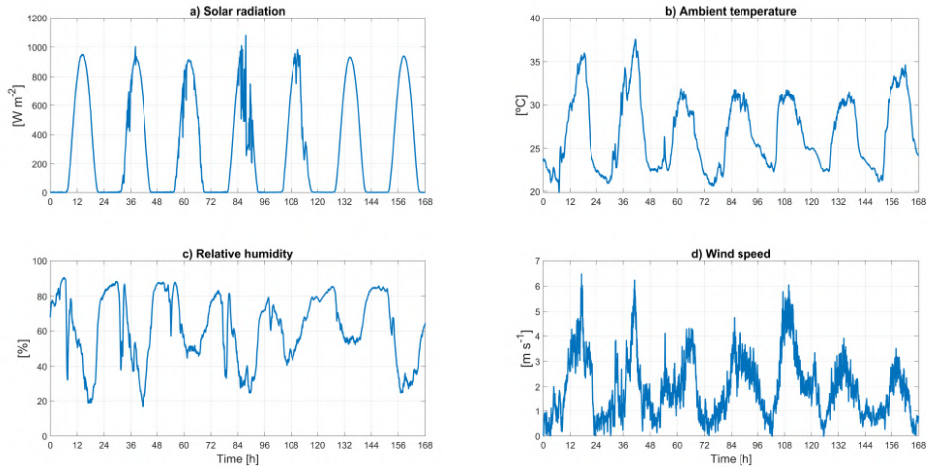 a) Solar radiation
1200
1000
800
600
400
200
0
[W m-2]
0 12 24 36 48 60 72 84 96 108 120 132 144 156 168
b) Ambient temperature
40
35
30
25
20
[ºC]
0 12 24 36 48 60 72 84 96 108 120 132 144 156 168
c) Relative humidity
100
80
60
40
20
0
[%]
0 12 24 36 48 60 72 84 96 108 120 132 144 156 168
Time [h]
d) Wind speed
7
6
5
4
3
2
1
0
[m s-1]
0 12 24 36 48 60 72 84 96 108 120 132 144 156 168
Time [h]